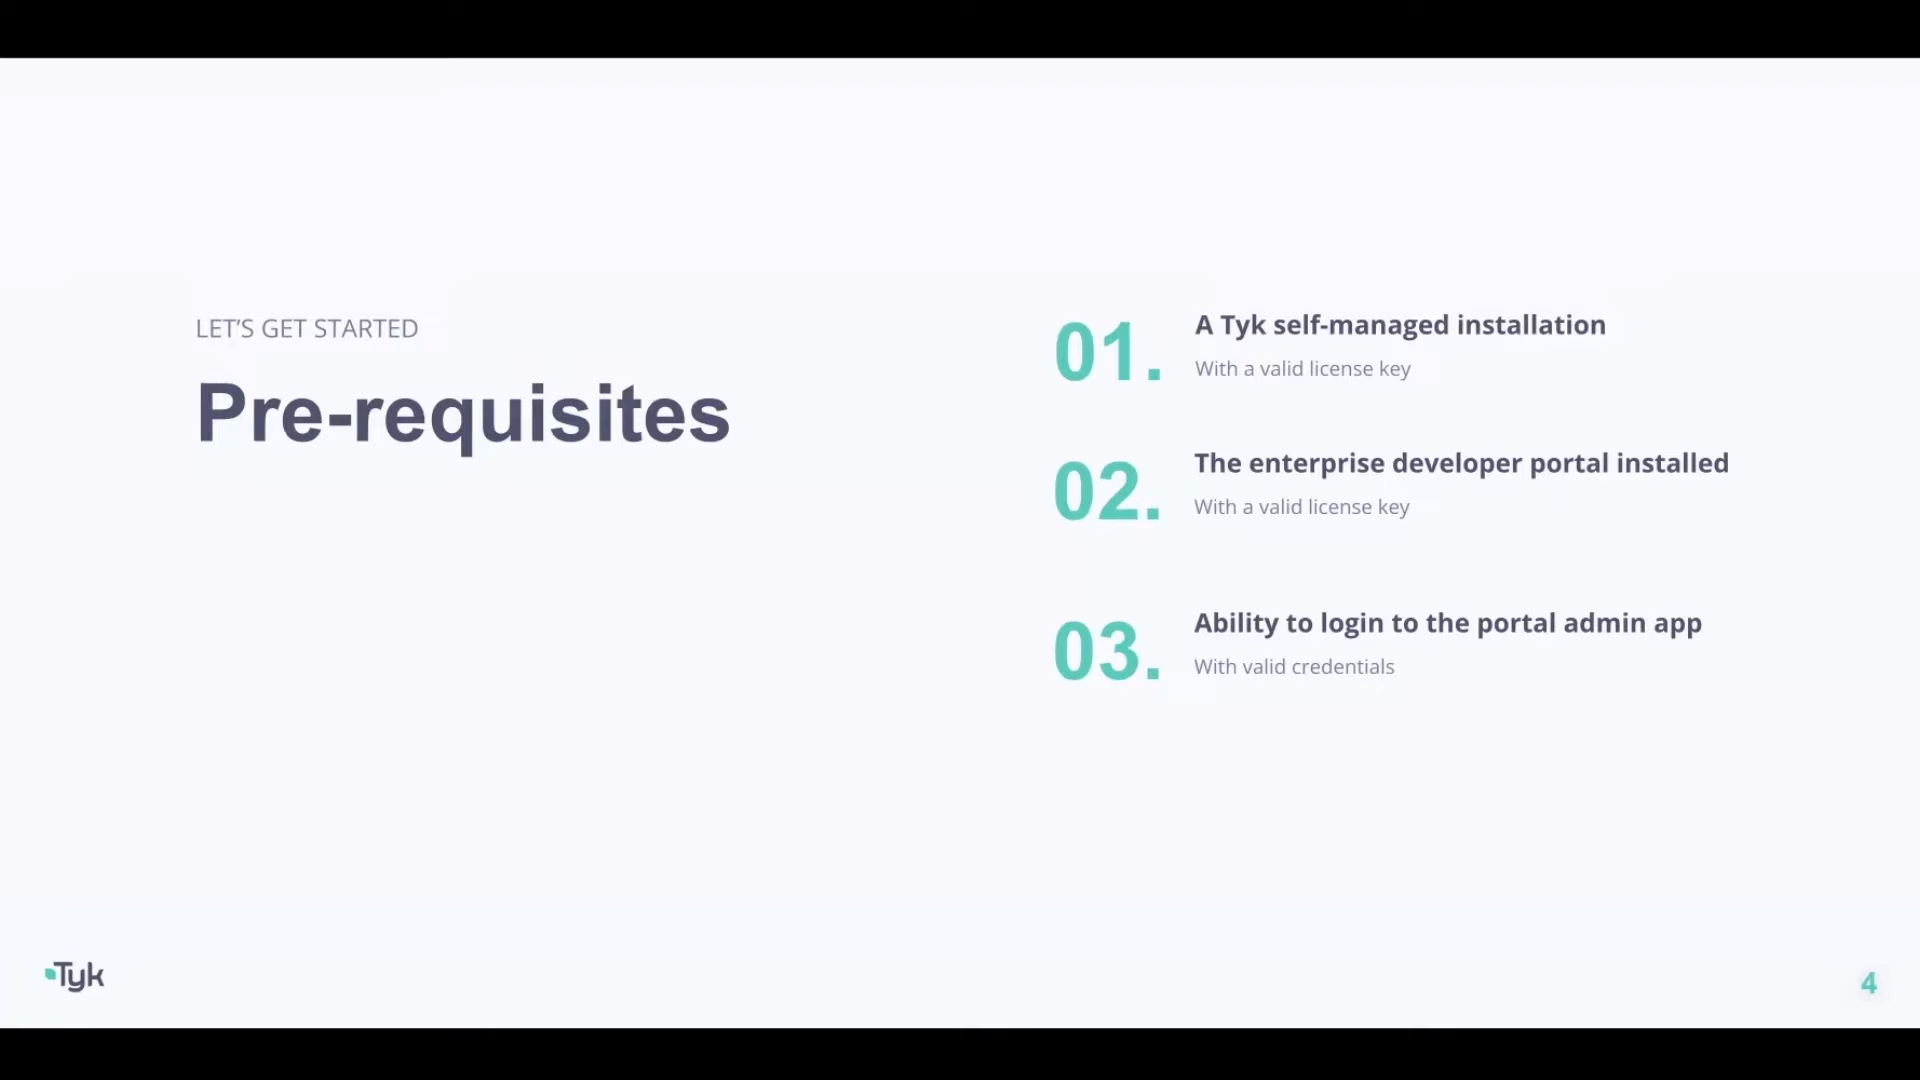 LET’S GET STARTED
Pre-requisites
01.
A Tyk self-managed installation
With a valid license key
02.
The enterprise developer portal installed
With a valid license key
03.
Ability to login to the portal admin app
With valid credentials
Tyk
4